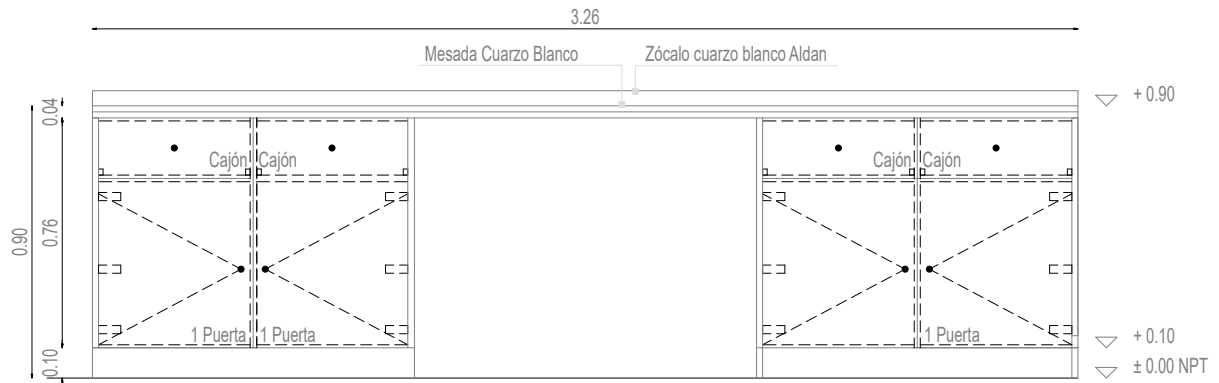 3.26
Mesada Cuarzo Blanco
Zócalo cuarzo blanco Aldan
+ 0.90
0.04
Cajón
Cajón
Cajón
Cajón
0.76
0.90
1 Puerta
1 Puerta
1 Puerta
+ 0.10
0.10
± 0.00 NPT